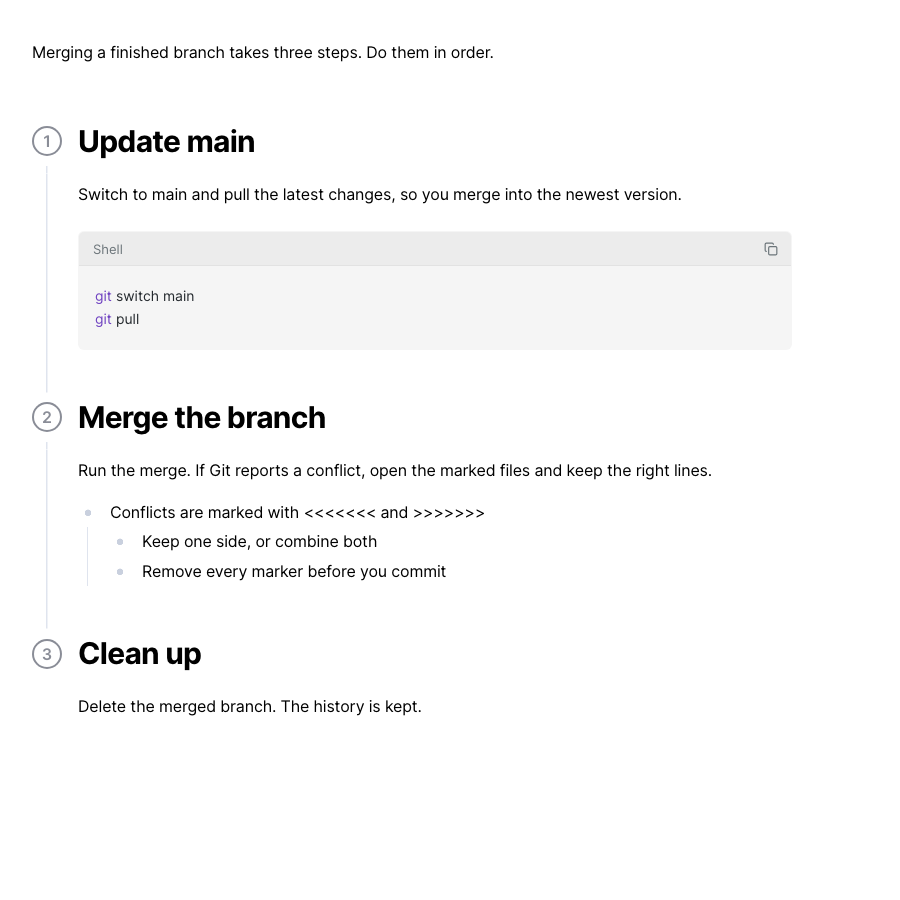 Merging a finished branch takes three steps. Do them in order.
1 Update main
Switch to main and pull the latest changes, so you merge into the newest version.
Shell
git switch main
git pull
2 Merge the branch
Run the merge. If Git reports a conflict, open the marked files and keep the right lines.
Conflicts are marked with <<<<<<< and >>>>>>>
Keep one side, or combine both
Remove every marker before you commit
3 Clean up
Delete the merged branch. The history is kept.